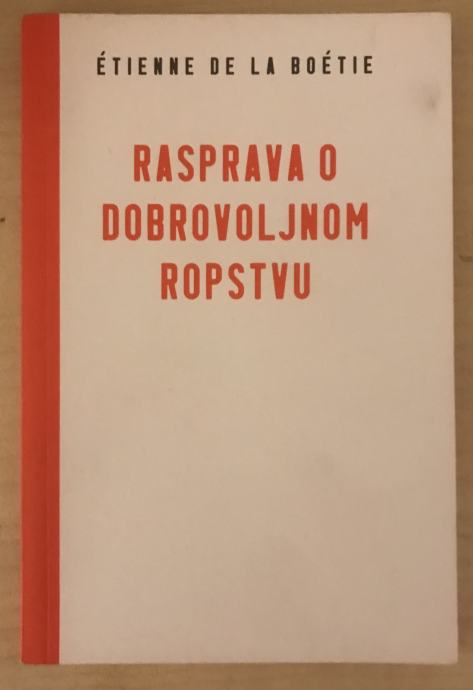 ÉTIENNE DE LA BOÉTIE
RASPRAVA O
DOBROVOLJNOM
ROPSTVU